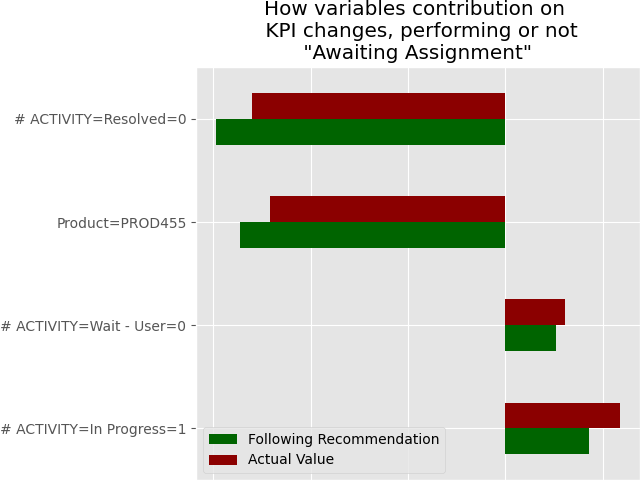 How variables contribution on
KPI changes, performing or not
"Awaiting Assignment"
# ACTIVITY=Resolved=0
Product=PROD455
# ACTIVITY=Wait - User=0
# ACTIVITY=In Progress=1
Following Recommendation
Actual Value